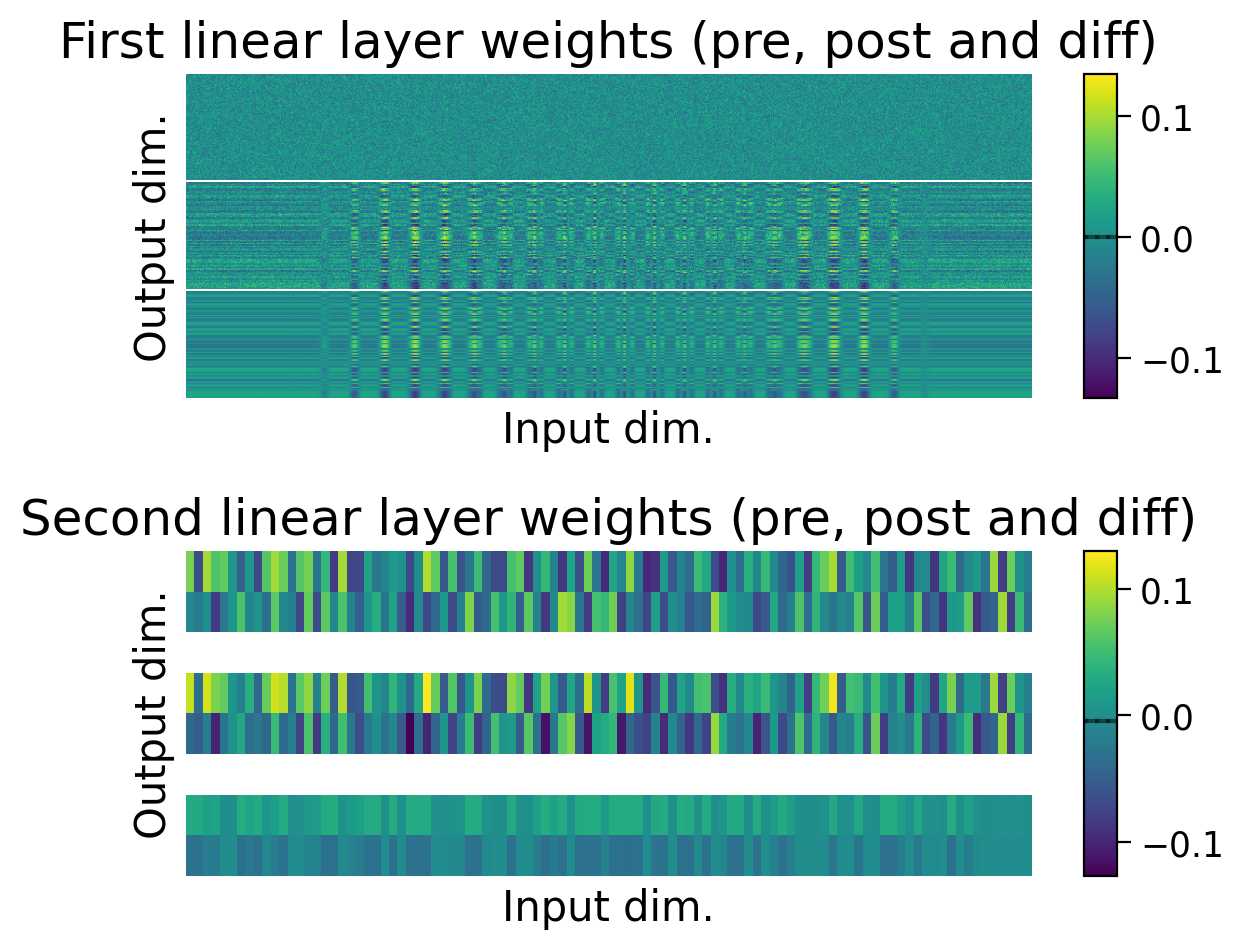 First linear layer weights (pre, post and diff)
Output dim.
0.1
0.0
−0.1
Input dim.
Second linear layer weights (pre, post and diff)
Output dim.
0.1
0.0
−0.1
Input dim.